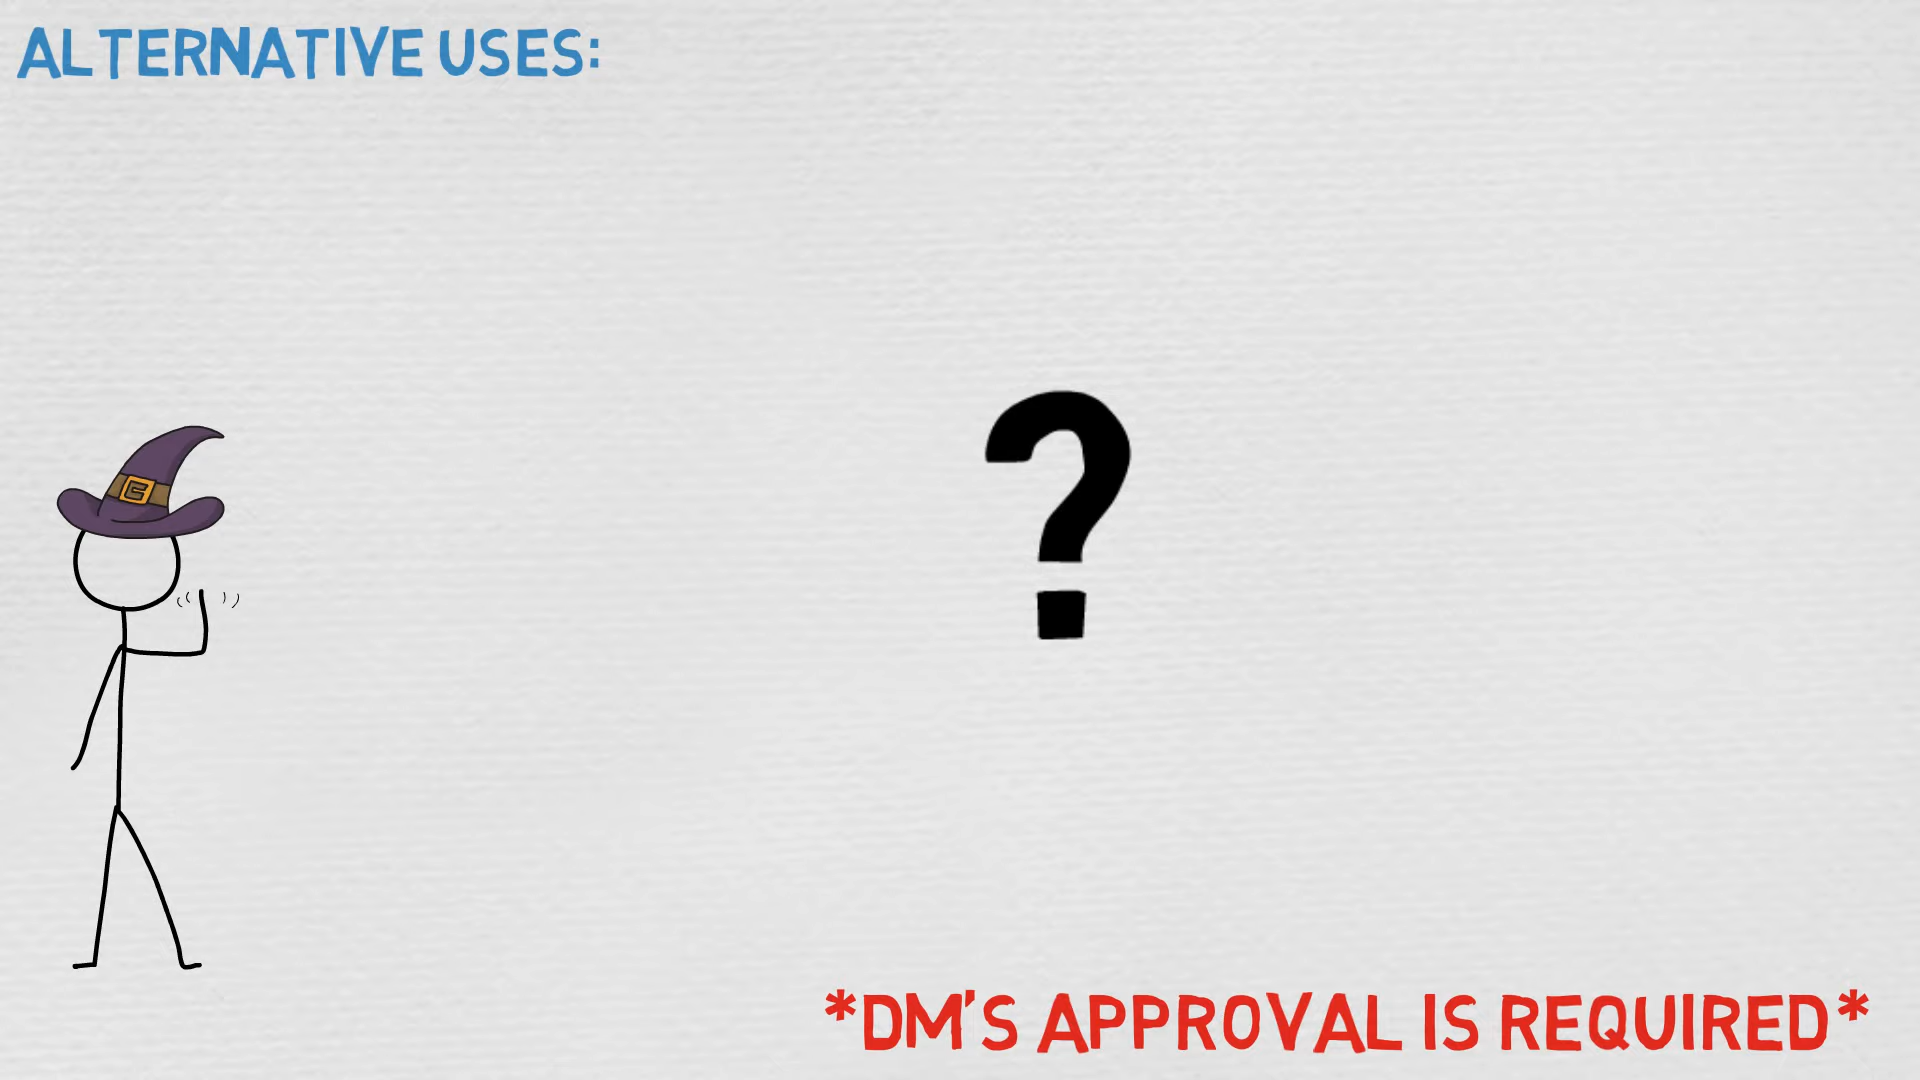 ALTERNATIVE USES:
?
*DM'S APPROVAL IS REQUIRED*